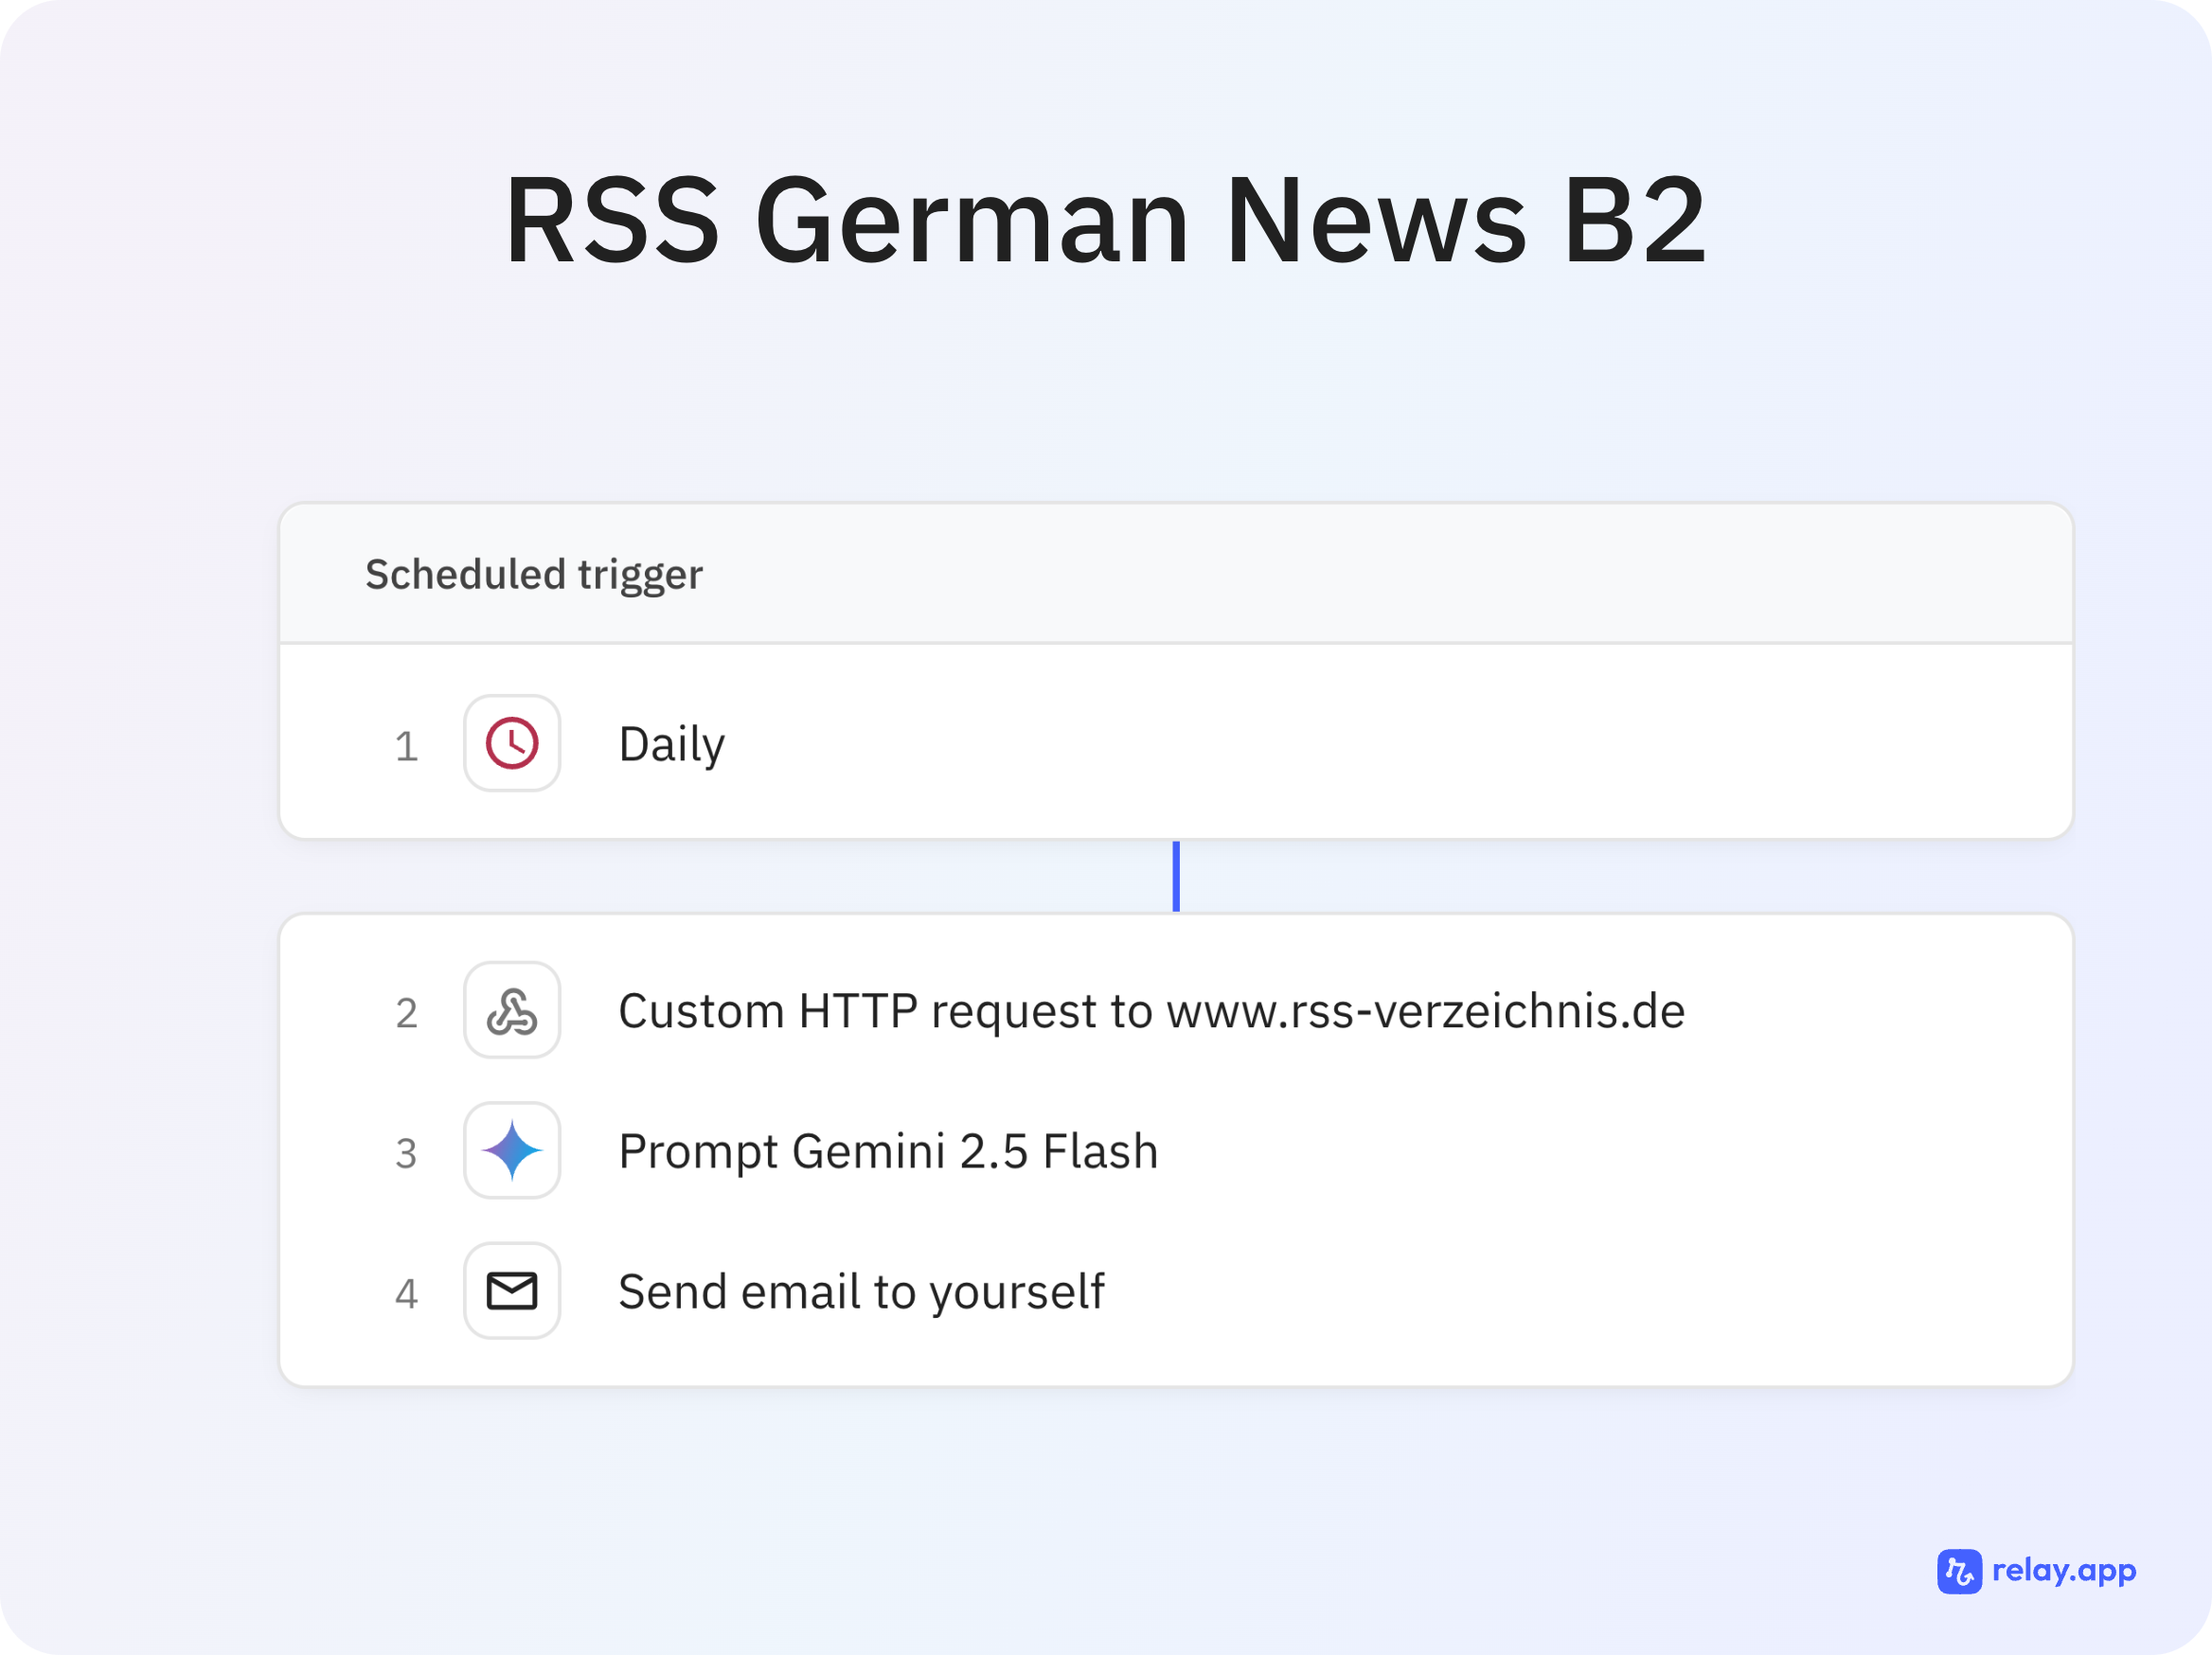 RSS German News B2
Scheduled trigger
1 Daily
2 Custom HTTP request to www.rss-verzeichnis.de
3 Prompt Gemini 2.5 Flash
4 Send email to yourself
relay.app